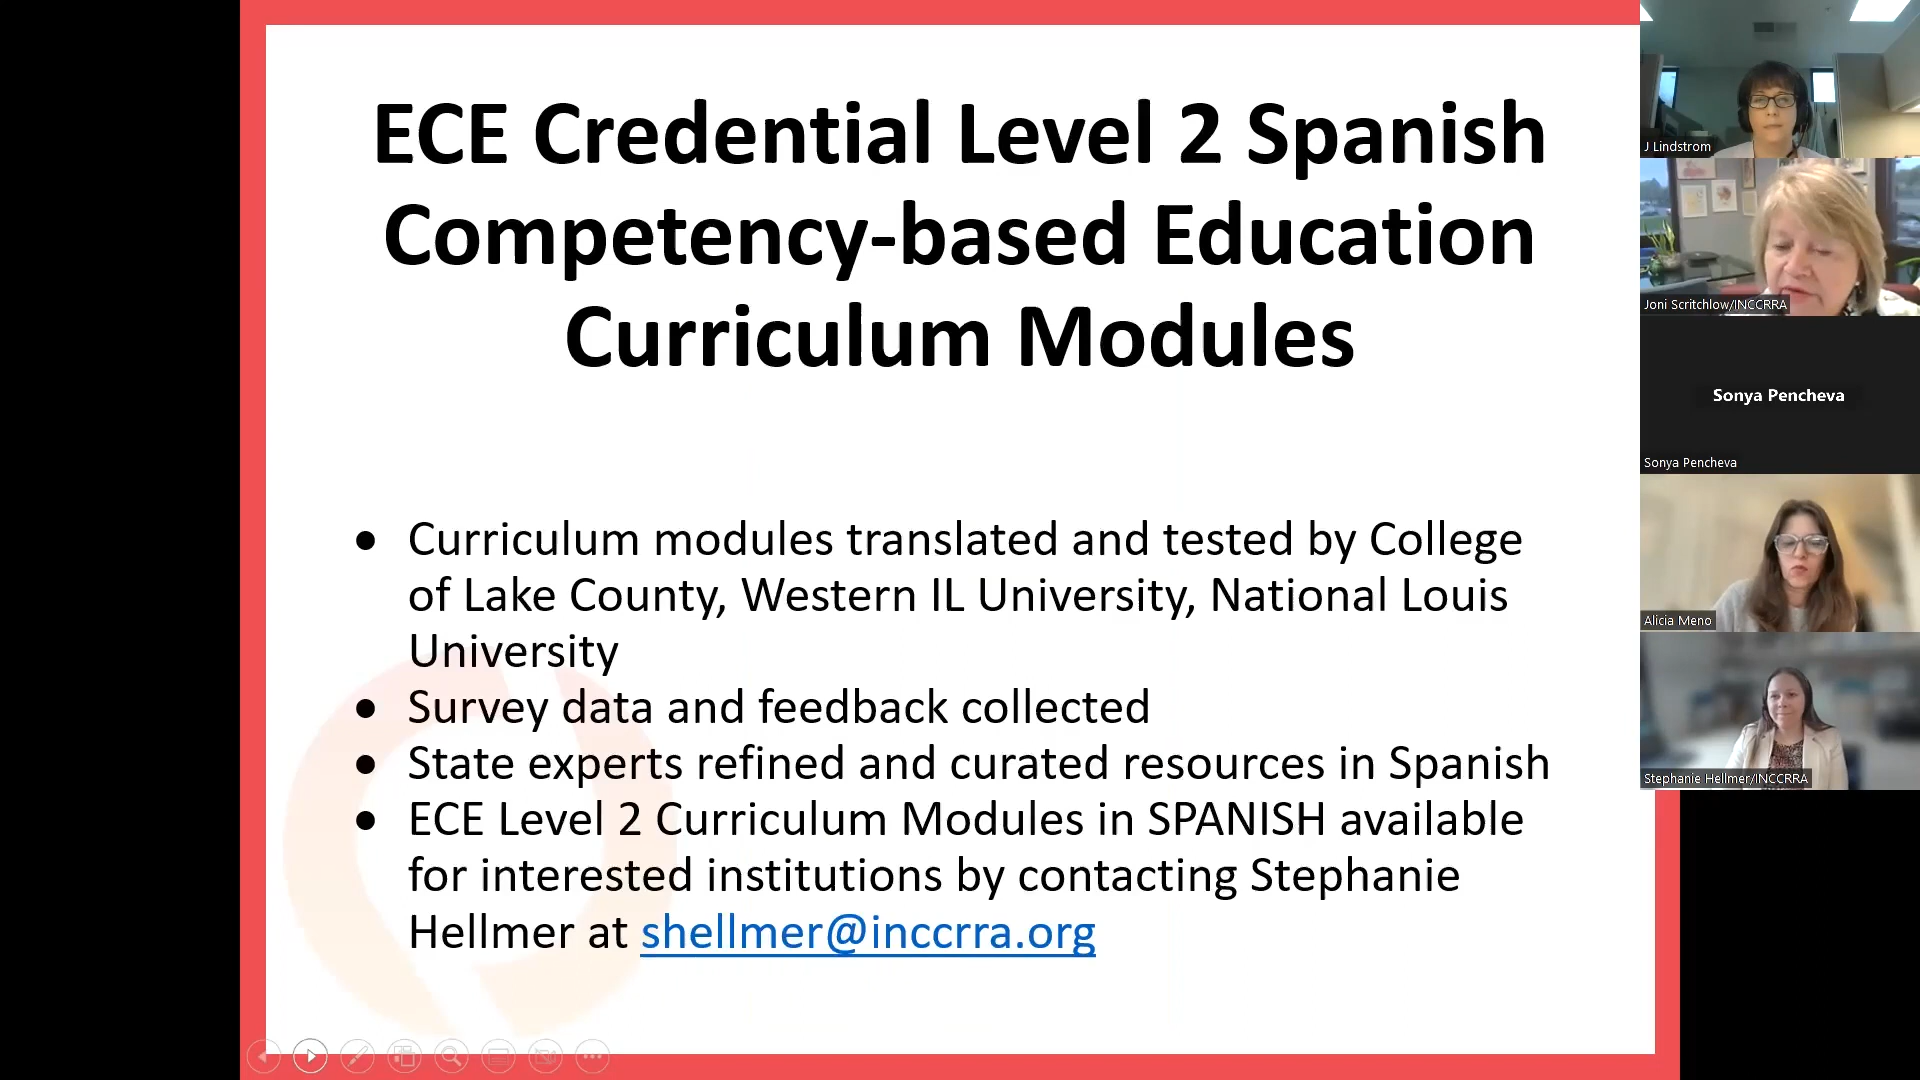 ECE Credential Level 2 Spanish
Competency-based Education
Curriculum Modules
● Curriculum modules translated and tested by College
of Lake County, Western IL University, National Louis
University
● Survey data and feedback collected
● State experts refined and curated resources in Spanish
● ECE Level 2 Curriculum Modules in SPANISH available
for interested institutions by contacting Stephanie
Hellmer at shellmer@inccrra.org
J Lindstrom
Joni Scritchlow/INCCRRA
Sonya Pencheva
Sonya Pencheva
Alicia Meno
Stephanie Hellmer/INCCRRA